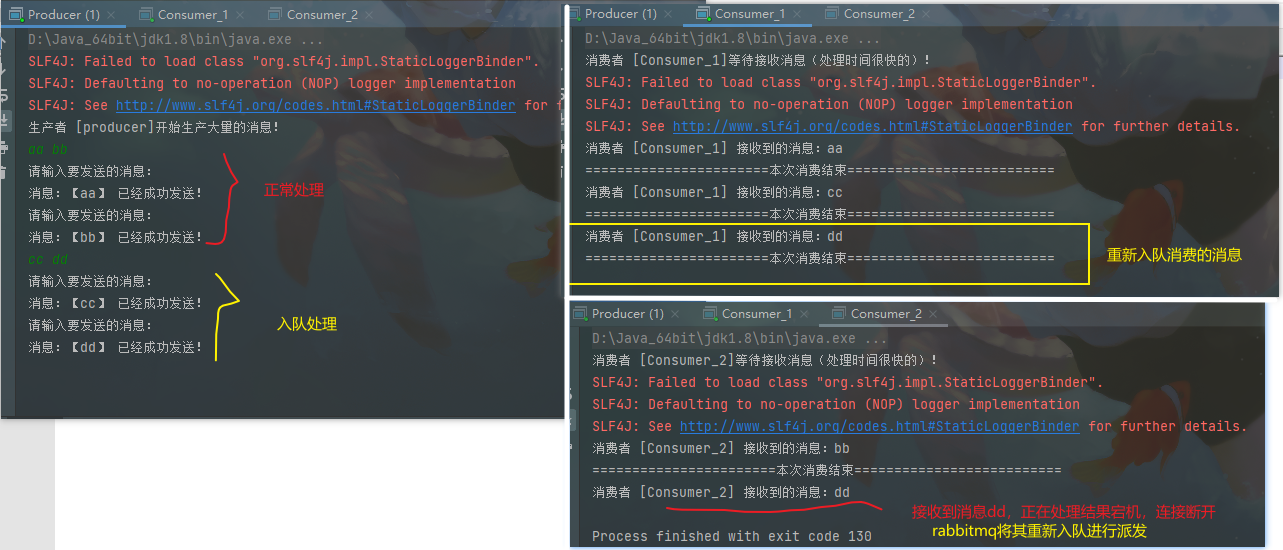 Producer (1) × Consumer_1 × Consumer_2 ×
D:\Java_64bit\jdk1.8\bin\java.exe ...
SLF4J: Failed to load class "org.slf4j.impl.StaticLoggerBinder".
SLF4J: Defaulting to no-operation (NOP) logger implementation
SLF4J: See http://www.slf4j.org/codes.html#StaticLoggerBinder for f
生产者 [producer]开始生产大量的消息!
aa bb
请输入要发送的消息:
消息:【aa】 已经成功发送!
请输入要发送的消息:
消息:【bb】 已经成功发送!
正常处理
cc dd
请输入要发送的消息:
消息:【cc】 已经成功发送!
请输入要发送的消息:
消息:【dd】 已经成功发送!
入队处理
Producer (1) × Consumer_1 × Consumer_2 ×
D:\Java_64bit\jdk1.8\bin\java.exe ...
消费者 [Consumer_1]等待接收消息(处理时间很快的)!
SLF4J: Failed to load class "org.slf4j.impl.StaticLoggerBinder".
SLF4J: Defaulting to no-operation (NOP) logger implementation
SLF4J: See http://www.slf4j.org/codes.html#StaticLoggerBinder for further details.
消费者 [Consumer_1] 接收到的消息:aa
=======================本次消费结束==========================
消费者 [Consumer_1] 接收到的消息:cc
=======================本次消费结束==========================
消费者 [Consumer_1] 接收到的消息:dd
=======================本次消费结束==========================
重新入队消费的消息
Producer (1) × Consumer_1 × Consumer_2 ×
D:\Java_64bit\jdk1.8\bin\java.exe ...
消费者 [Consumer_2]等待接收消息(处理时间很快的)!
SLF4J: Failed to load class "org.slf4j.impl.StaticLoggerBinder".
SLF4J: Defaulting to no-operation (NOP) logger implementation
SLF4J: See http://www.slf4j.org/codes.html#StaticLoggerBinder for further details.
消费者 [Consumer_2] 接收到的消息:bb
=======================本次消费结束==========================
消费者 [Consumer_2] 接收到的消息:dd
接收到消息dd,正在处理结果宕机,连接断开
rabbitmq将其重新入队进行派发
Process finished with exit code 130